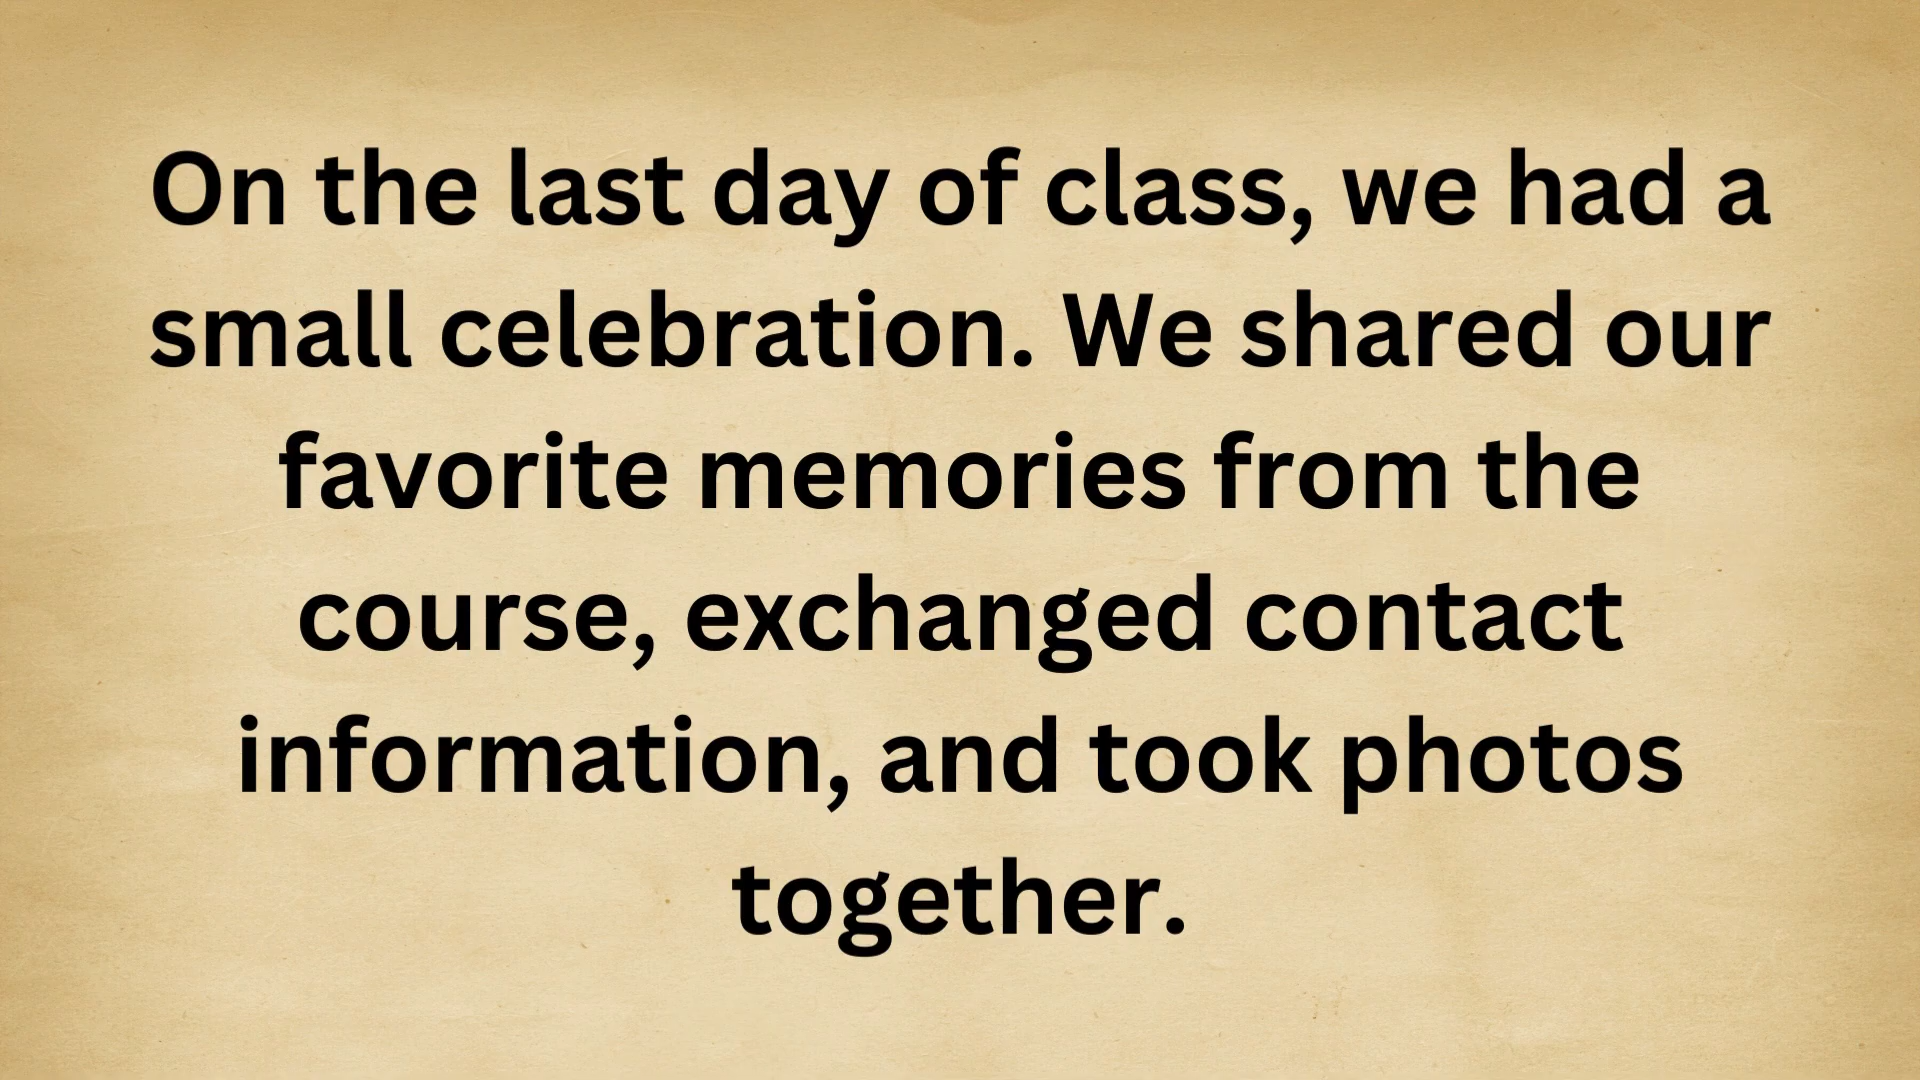 On the last day of class, we had a
small celebration. We shared our
favorite memories from the
course, exchanged contact
information, and took photos
together.